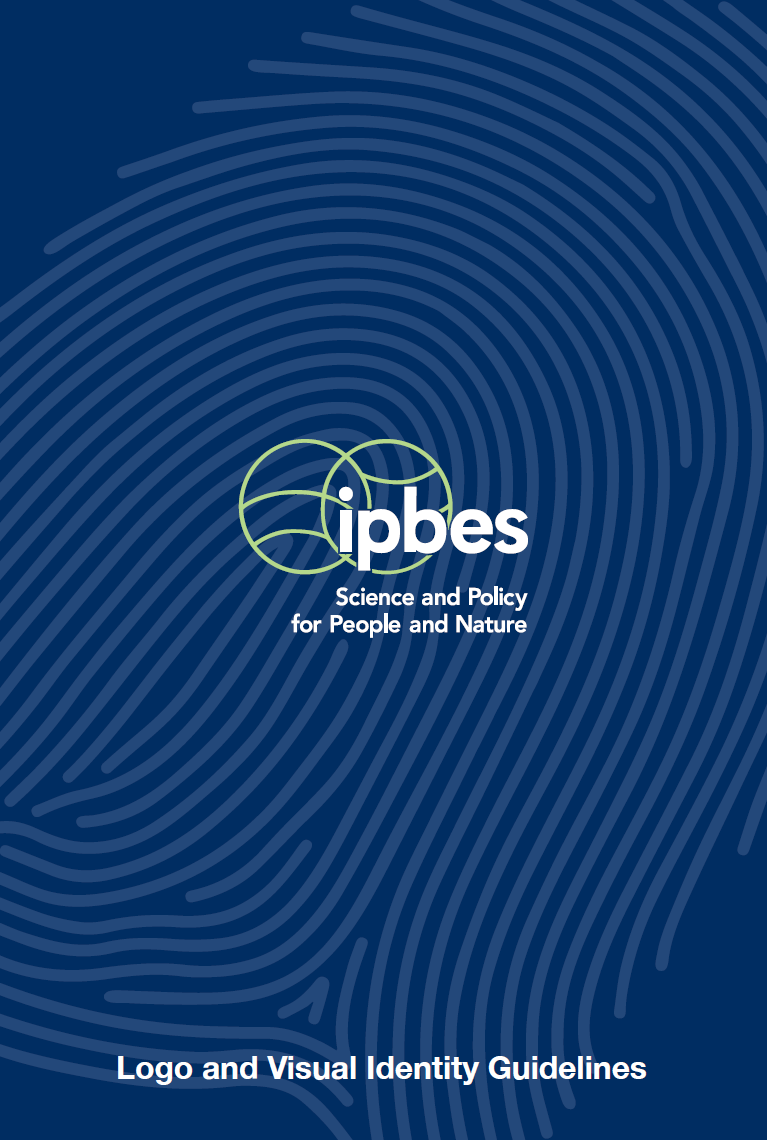 ipbes
Science and Policy
for People and Nature
Logo and Visual Identity Guidelines